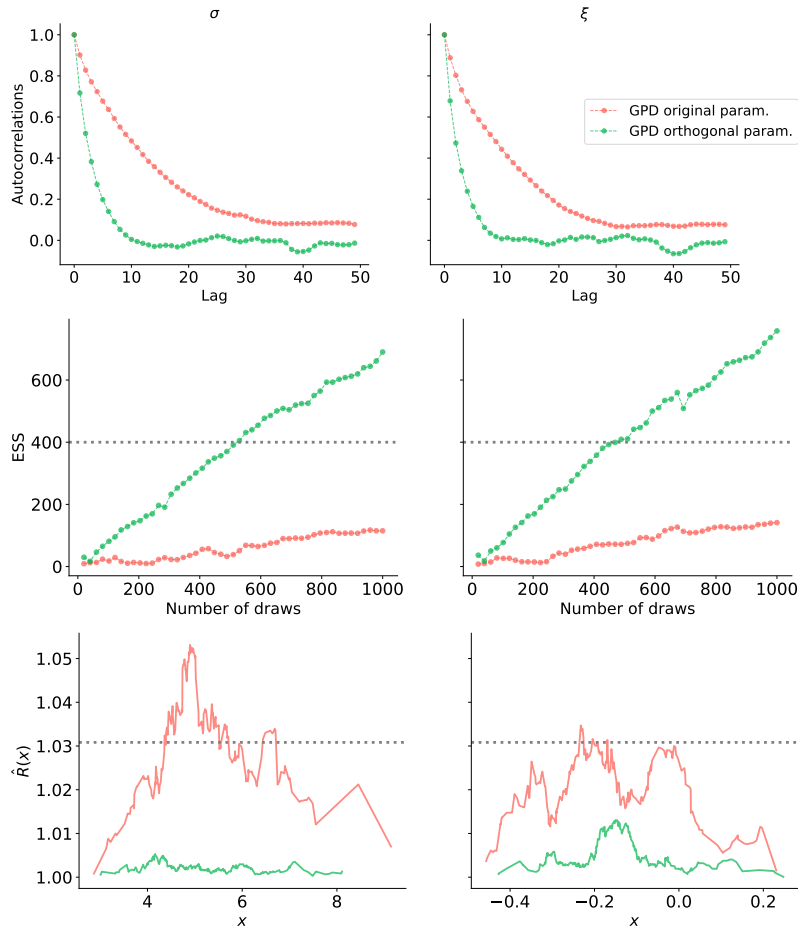 σ ξ
1.0
0.8
0.6
0.4
0.2
0.0
Autocorrelations
0 10 20 30 40 50
Lag
0 10 20 30 40 50
Lag
GPD original param.
GPD orthogonal param.
600
400
200
0
ESS
0 200 400 600 800 1000
Number of draws
0 200 400 600 800 1000
Number of draws
1.05
1.04
1.03
1.02
1.01
1.00
R̂(x)
4 6 8
x
−0.4 −0.2 0.0 0.2
x